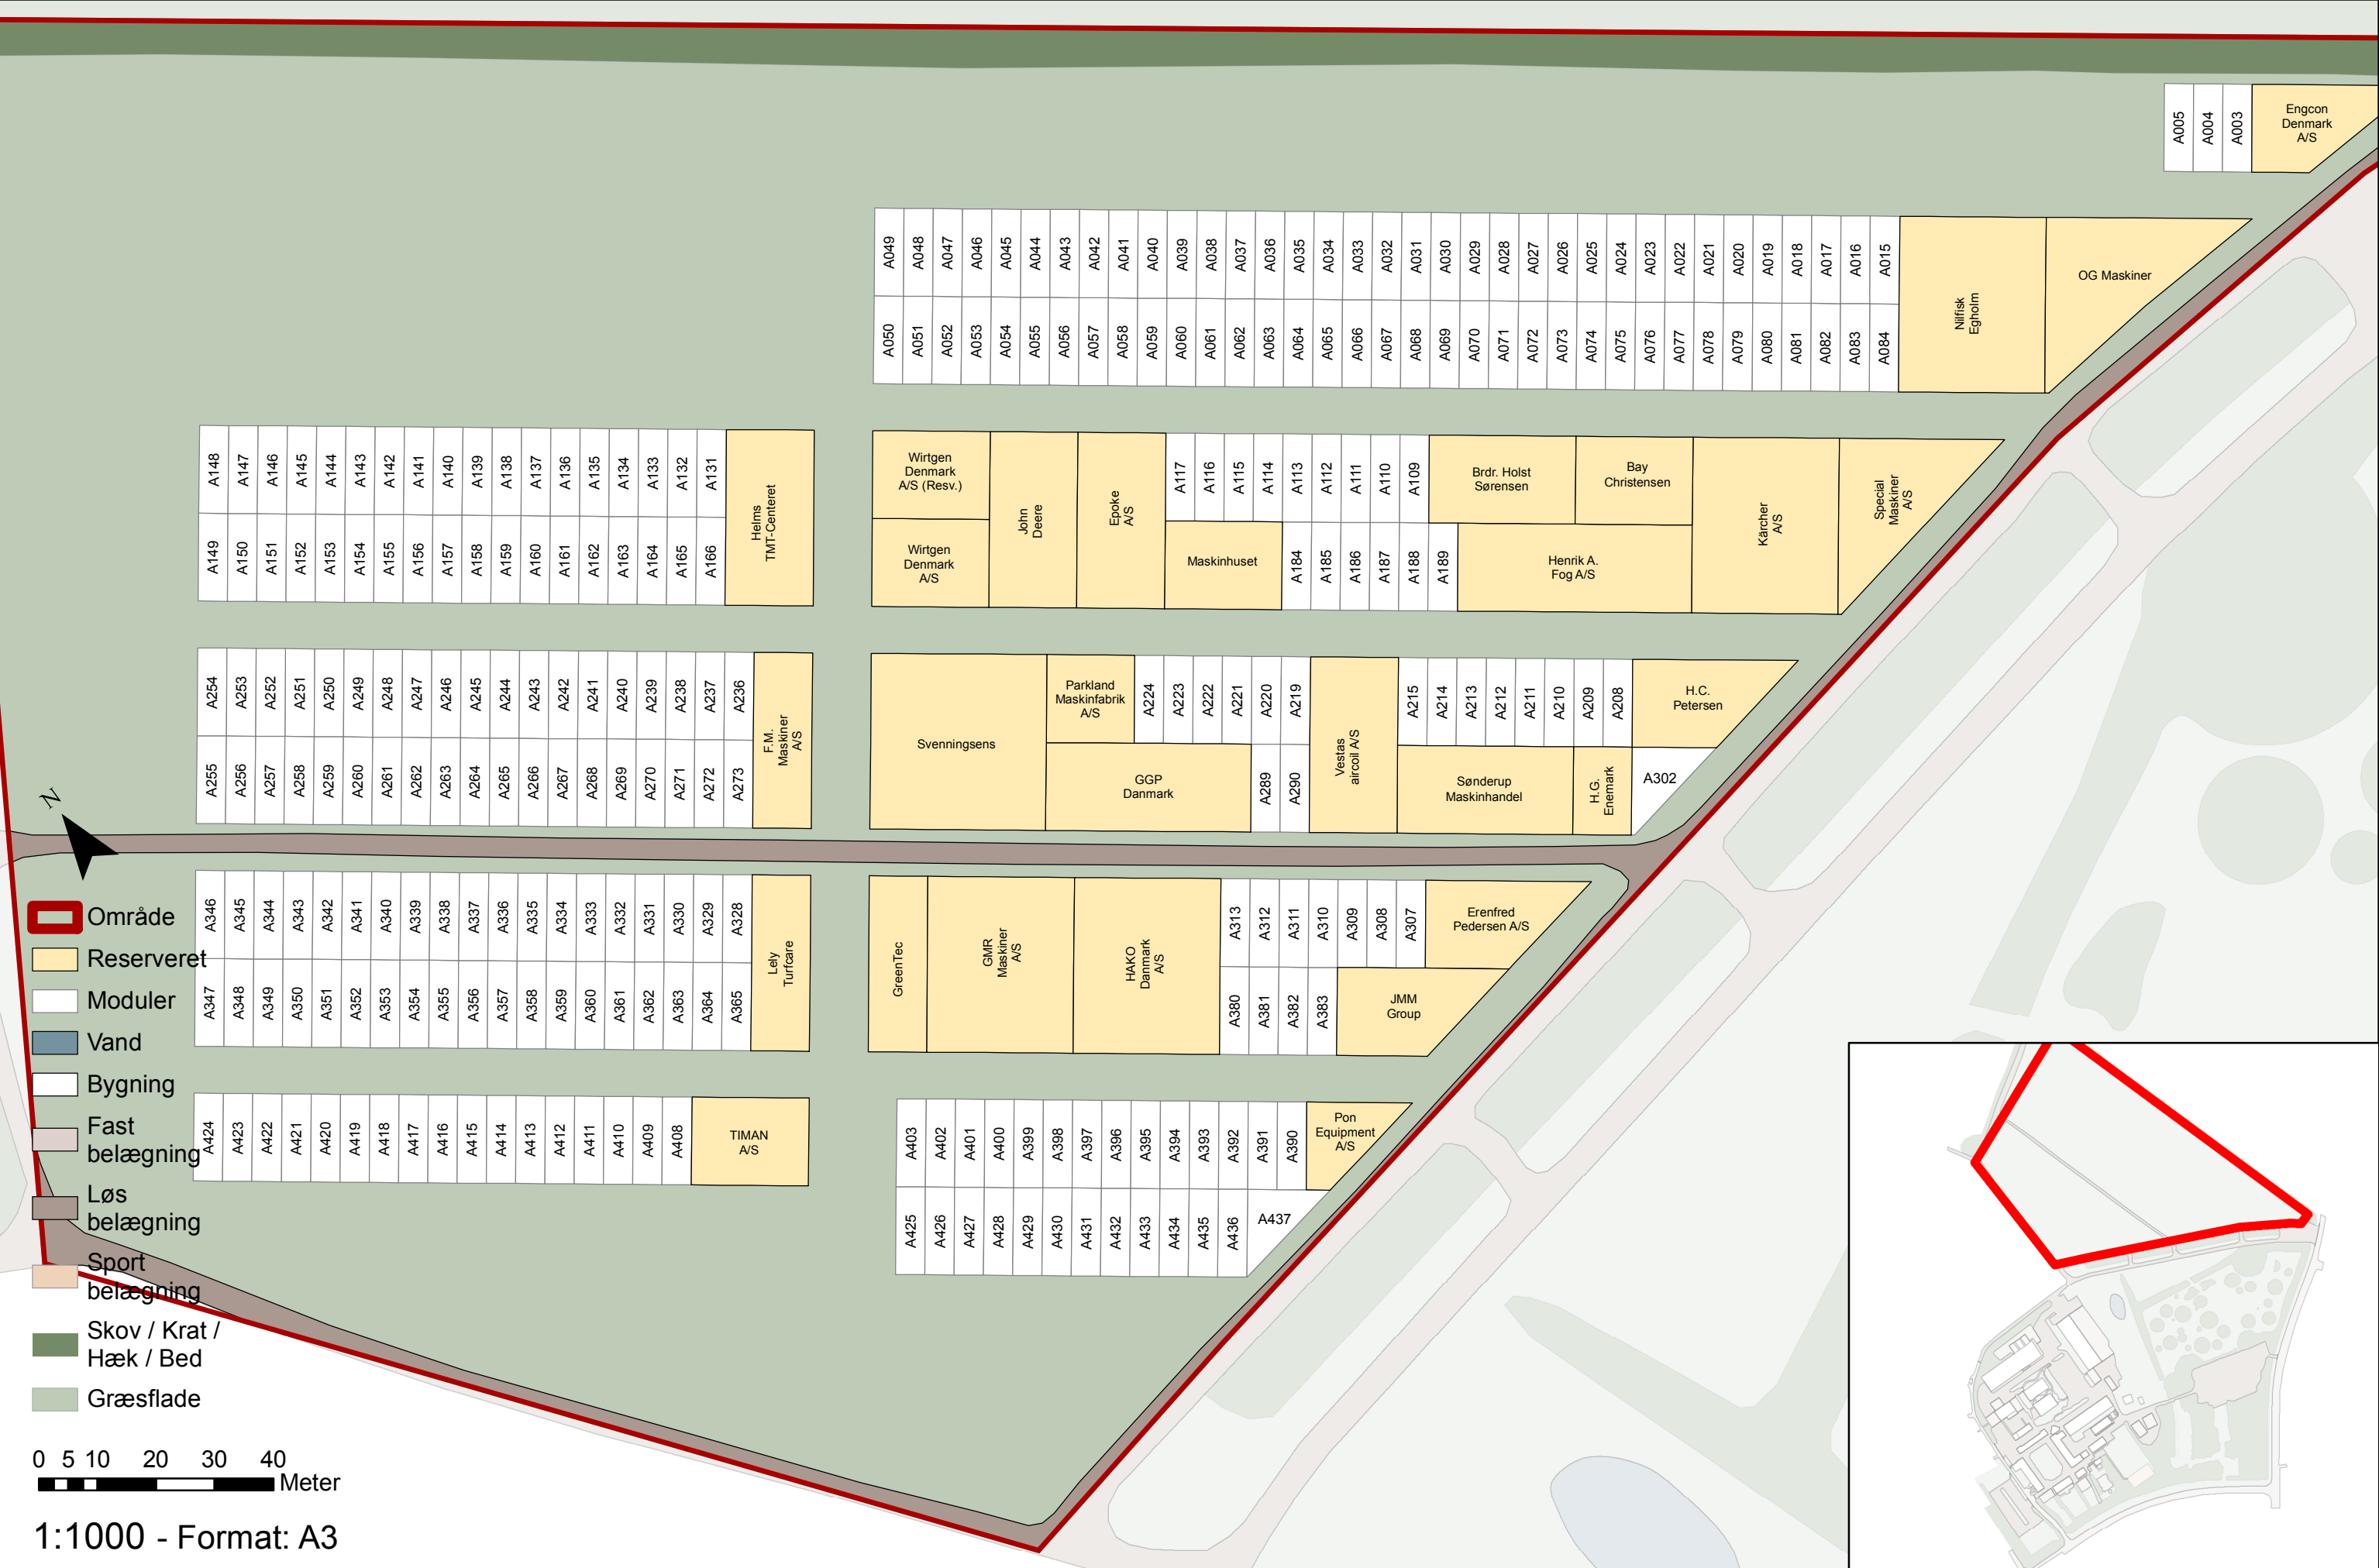 A005 A004 A003
Engcon
Denmark
A/S
A049 A048 A047 A046 A045 A044 A043 A042 A041 A040 A039 A038 A037 A036 A035 A034 A033 A032 A031 A030 A029 A028 A027 A026 A025 A024 A023 A022 A021 A020 A019 A018 A017 A016 A015
Nilfisk
Egholm
OG Maskiner
A050 A051 A052 A053 A054 A055 A056 A057 A058 A059 A060 A061 A062 A063 A064 A065 A066 A067 A068 A069 A070 A071 A072 A073 A074 A075 A076 A077 A078 A079 A080 A081 A082 A083 A084
A148 A147 A146 A145 A144 A143 A142 A141 A140 A139 A138 A137 A136 A135 A134 A133 A132 A131
Helms
TMT-Centeret
Wirtgen
Denmark
A/S (Resv.)
John
Deere
Epoke
A/S
A117 A116 A115 A114 A113 A112 A111 A110 A109
Brdr. Holst
Sørensen
Bay
Christensen
Kärcher
A/S
Special
Maskiner
A/S
A149 A150 A151 A152 A153 A154 A155 A156 A157 A158 A159 A160 A161 A162 A163 A164 A165 A166
Wirtgen
Denmark
A/S
Maskinhuset
A184 A185 A186 A187 A188 A189
Henrik A.
Fog A/S
A254 A253 A252 A251 A250 A249 A248 A247 A246 A245 A244 A243 A242 A241 A240 A239 A238 A237 A236
F.M.
Maskiner
A/S
Svenningsens
Parkland
Maskinfabrik
A/S
A224 A223 A222 A221 A220 A219
Vestas
aircoil A/S
A215 A214 A213 A212 A211 A210 A209 A208
H.C.
Petersen
A255 A256 A257 A258 A259 A260 A261 A262 A263 A264 A265 A266 A267 A268 A269 A270 A271 A272 A273
GGP
Danmark
A289 A290
Sønderup
Maskinhandel
H.G.
Enemark
A302
N
A346 A345 A344 A343 A342 A341 A340 A339 A338 A337 A336 A335 A334 A333 A332 A331 A330 A329 A328
Lely
Turfcare
GreenTec
GMR
Maskiner
A/S
HAKO
Danmark
A/S
A313 A312 A311 A310 A309 A308 A307
Erenfred
Pedersen A/S
A347 A348 A349 A350 A351 A352 A353 A354 A355 A356 A357 A358 A359 A360 A361 A362 A363 A364 A365
A380 A381 A382 A383
JMM
Group
A424 A423 A422 A421 A420 A419 A418 A417 A416 A415 A414 A413 A412 A411 A410 A409 A408
TIMAN
A/S
A403 A402 A401 A400 A399 A398 A397 A396 A395 A394 A393 A392 A391 A390
Pon
Equipment
A/S
A425 A426 A427 A428 A429 A430 A431 A432 A433 A434 A435 A436 A437
Område
Reserveret
Moduler
Vand
Bygning
Fast
belægning
Løs
belægning
Sport
belægning
Skov / Krat /
Hæk / Bed
Græsflade
0 5 10 20 30 40
Meter
1:1000 - Format: A3